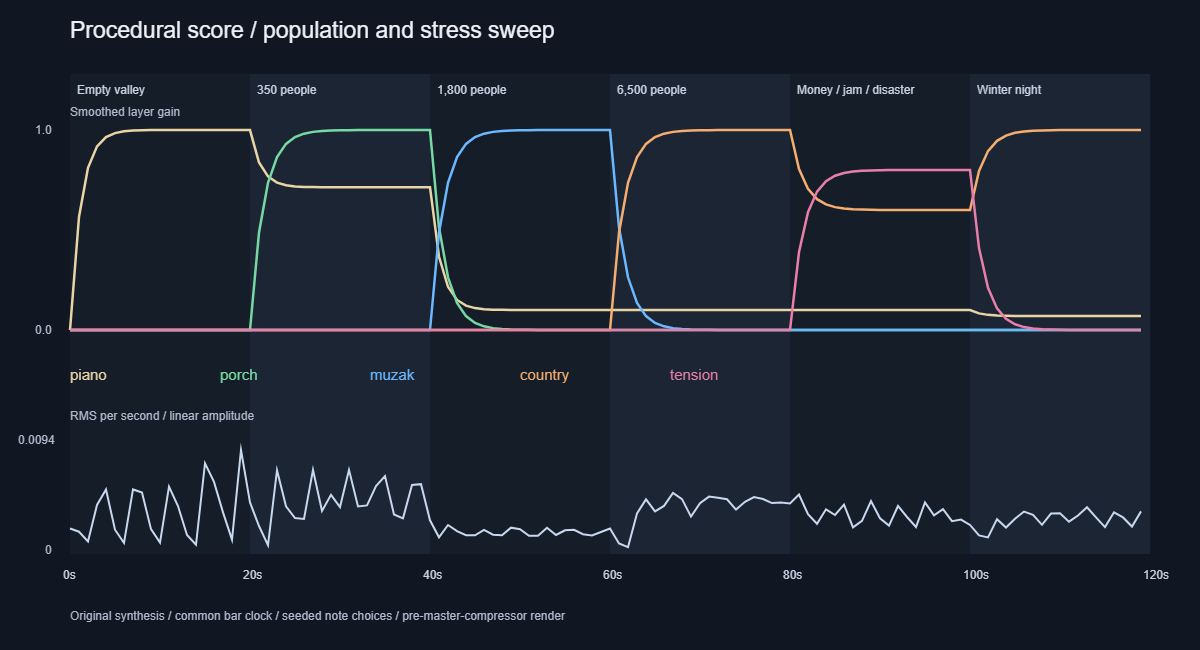 Procedural score / population and stress sweep
Empty valley 350 people 1,800 people 6,500 people Money / jam / disaster Winter night
Smoothed layer gain
1.0
0.0
piano porch muzak country tension
RMS per second / linear amplitude
0.0094
0
0s 20s 40s 60s 80s 100s 120s
Original synthesis / common bar clock / seeded note choices / pre-master-compressor render